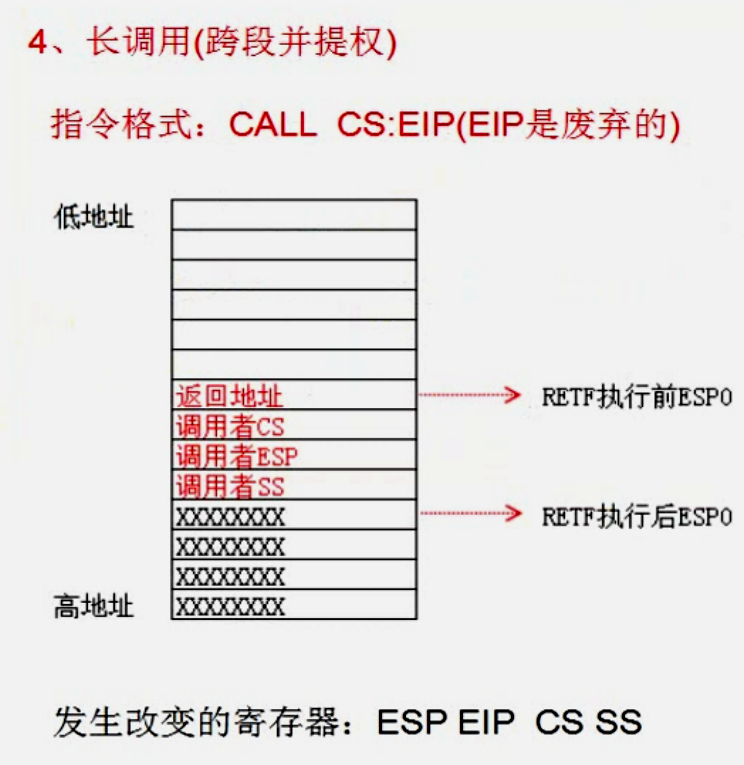 4、长调用(跨段并提权)
指令格式：CALL CS:EIP(EIP是废弃的)
低地址
返回地址 RETF执行前ESP0
调用者CS
调用者ESP
调用者SS
XXXXXXXX RETF执行后ESP0
XXXXXXXX
XXXXXXXX
高地址 XXXXXXXX
发生改变的寄存器：ESP EIP CS SS